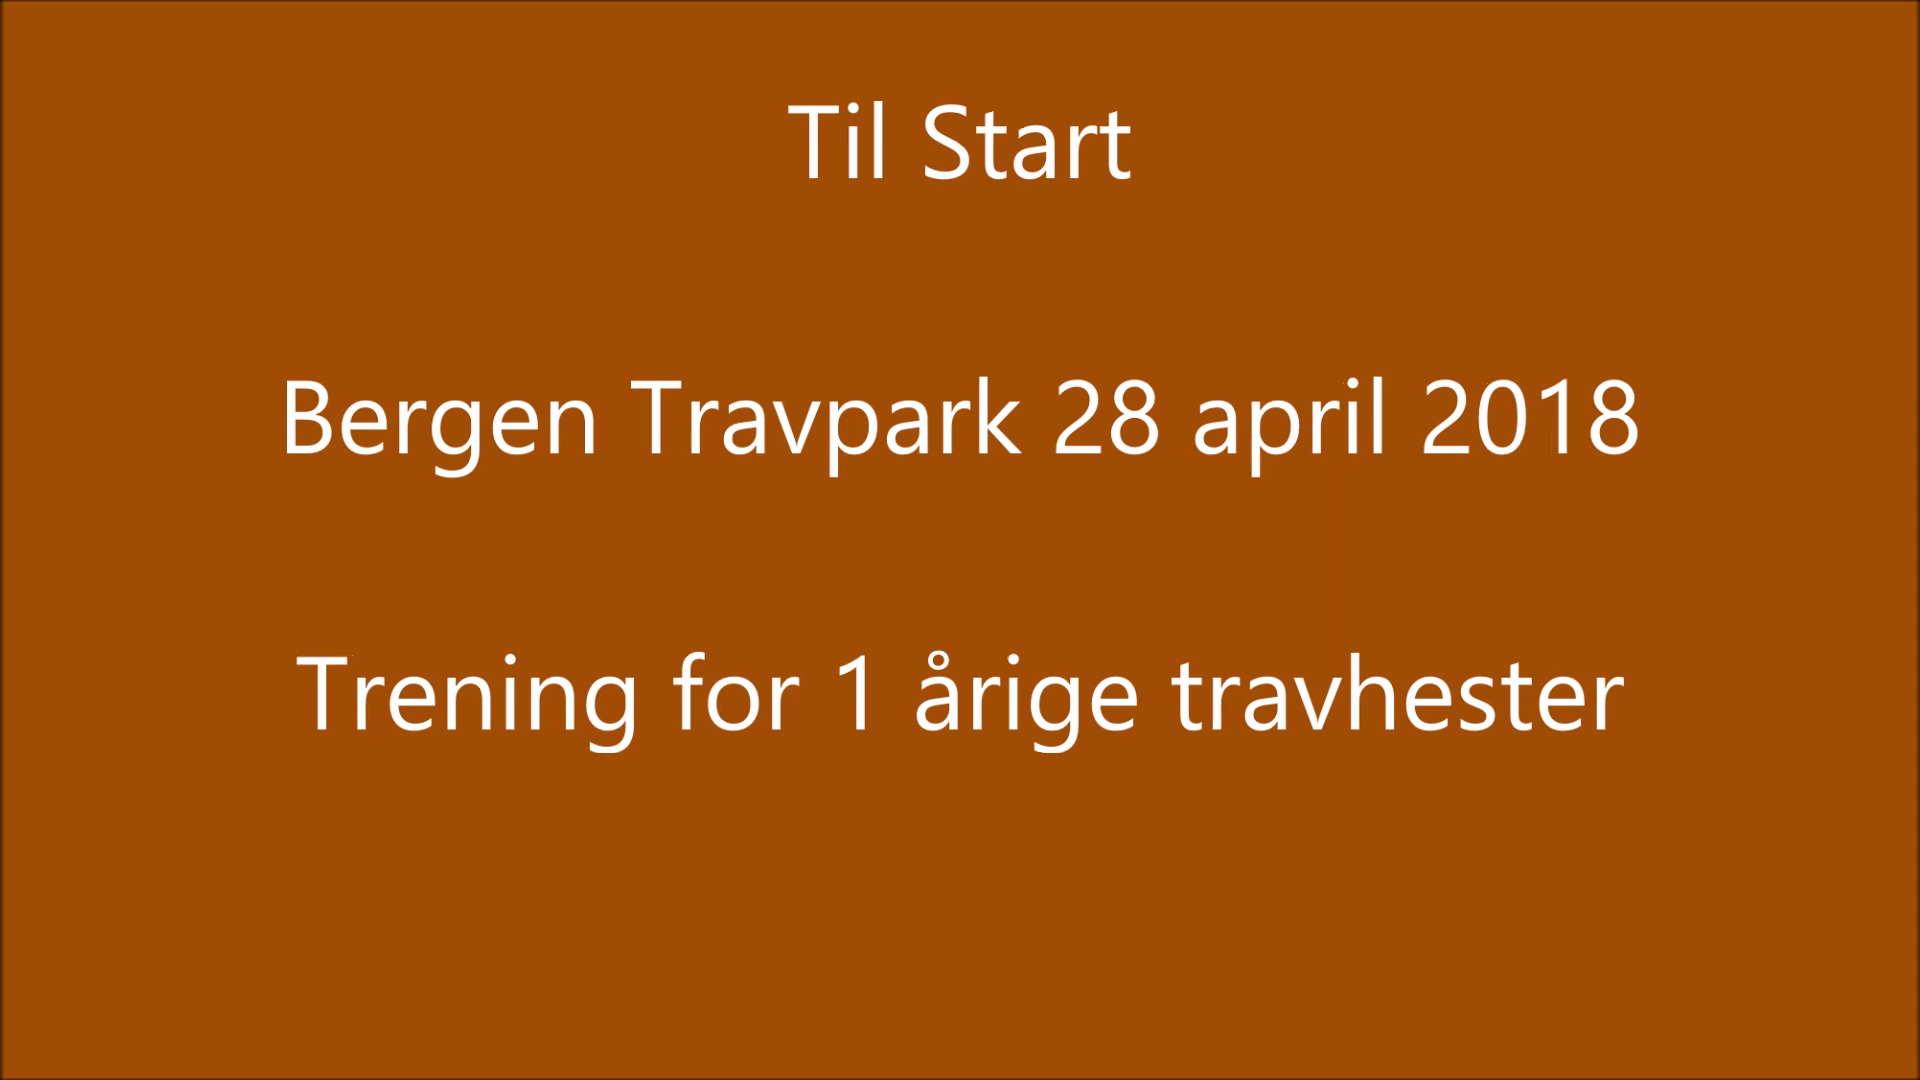 Til Start
Bergen Travpark 28 april 2018
Trening for 1 årige travhester